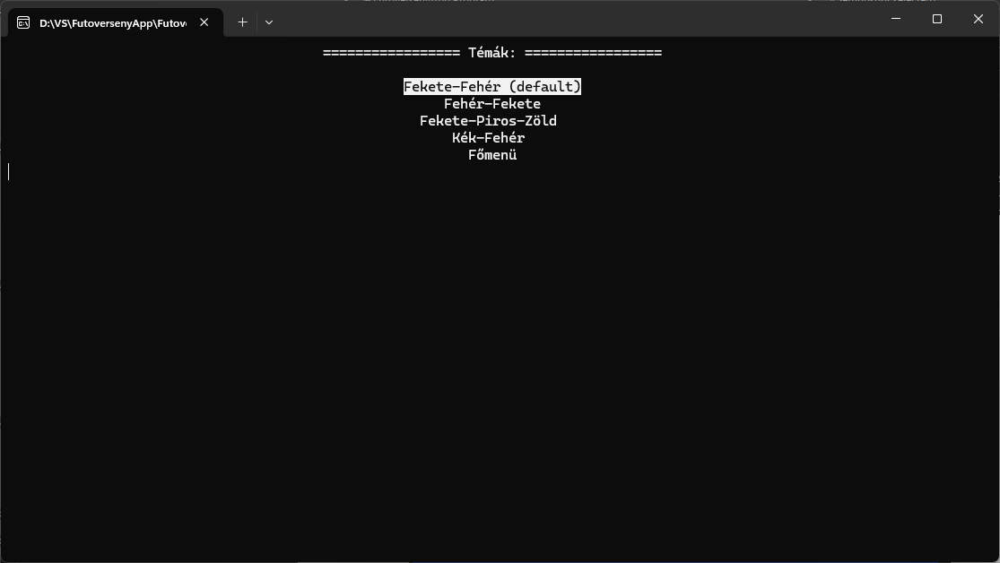 D:\VS\FutoversenyApp\Futov
================= Témák: =================
Fekete-Fehér (default)
Fehér-Fekete
Fekete-Piros-Zöld
Kék-Fehér
Főmenü